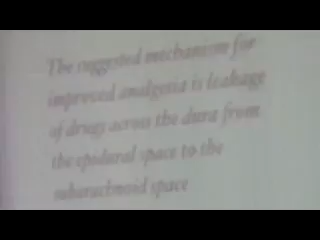 The suggested mechanism for
improved analgesia is leakage
of drugs across the dura from
the epidural space to the
subarachnoid space